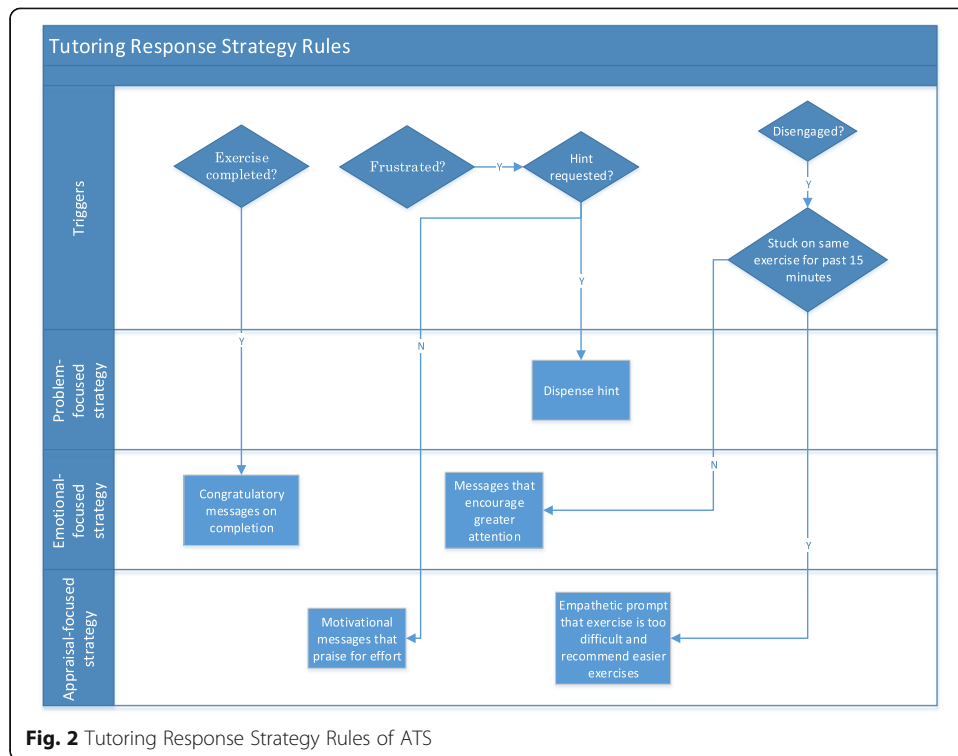 Tutoring Response Strategy Rules
Triggers
Exercise
completed?
Frustrated?
Y
Hint
requested?
Disengaged?
Y
Stuck on same
exercise for past 15
minutes
Y
N
Y
N
Y
Problem-
focused
strategy
Dispense hint
Emotional-
focused
strategy
Congratulatory
messages on
completion
Messages that
encourage
greater
attention
Appraisal-focused
strategy
Motivational
messages that
praise for effort
Empathetic prompt
that exercise is too
difficult and
recommend easier
exercises
Fig. 2 Tutoring Response Strategy Rules of ATS